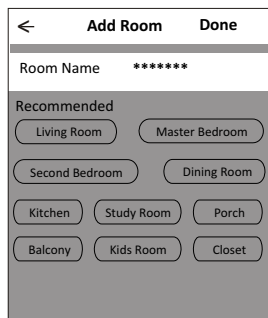 Add Room Done
Room Name *******
Recommended
Living Room Master Bedroom
Second Bedroom Dining Room
Kitchen Study Room Porch
Balcony Kids Room Closet